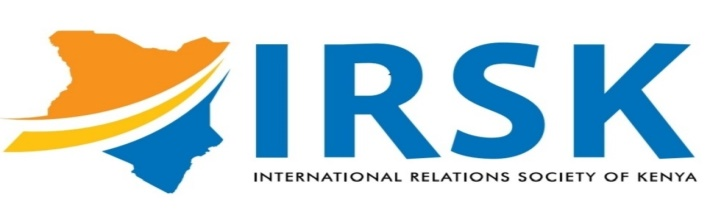 IRSK
INTERNATIONAL RELATIONS SOCIETY OF KENYA